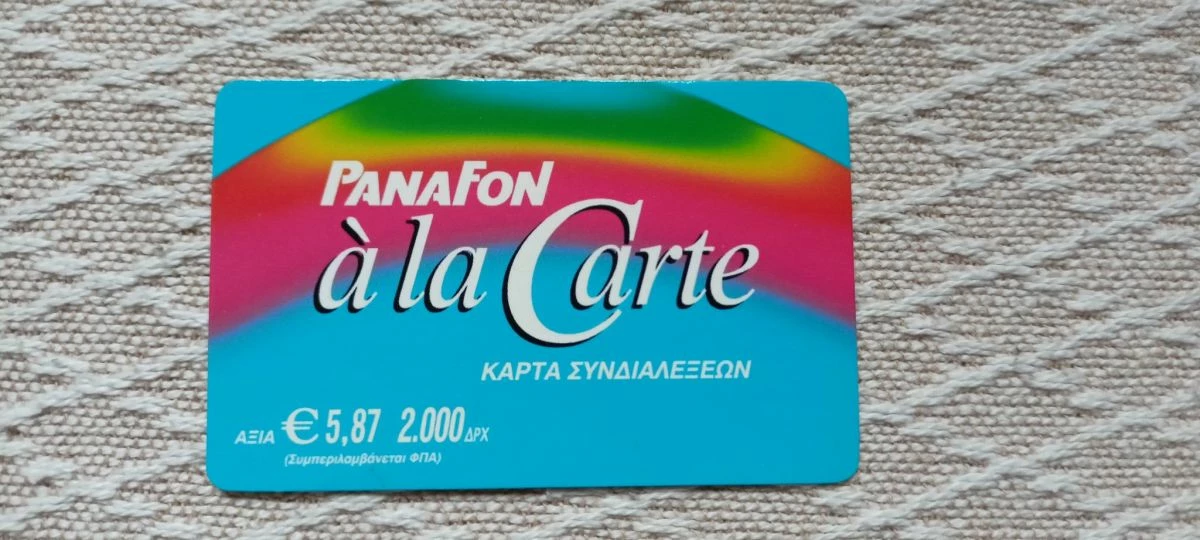 PANAFON
à la Carte
ΚΑΡΤΑ ΣΥΝΔΙΑΛΕΞΕΩΝ
ΑΞΙΑ € 5,87 2.000 ΔΡΧ
(Συμπεριλαμβάνεται ΦΠΑ)